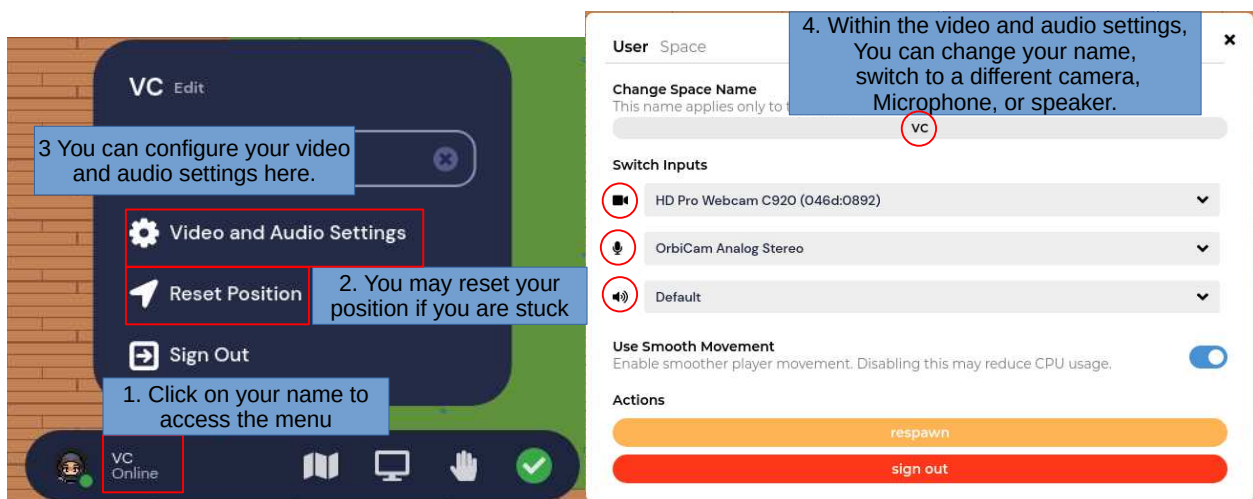 VC Edit
3 You can configure your video
and audio settings here.
Video and Audio Settings
Reset Position
2. You may reset your
position if you are stuck
Sign Out
1. Click on your name to
access the menu
VC
Online
User Space
4. Within the video and audio settings,
You can change your name,
switch to a different camera,
Microphone, or speaker.
Change Space Name
This name applies only to
VC
Switch Inputs
HD Pro Webcam C920 (046d:0892)
OrbiCam Analog Stereo
Default
Use Smooth Movement
Enable smoother player movement. Disabling this may reduce CPU usage.
Actions
respawn
sign out